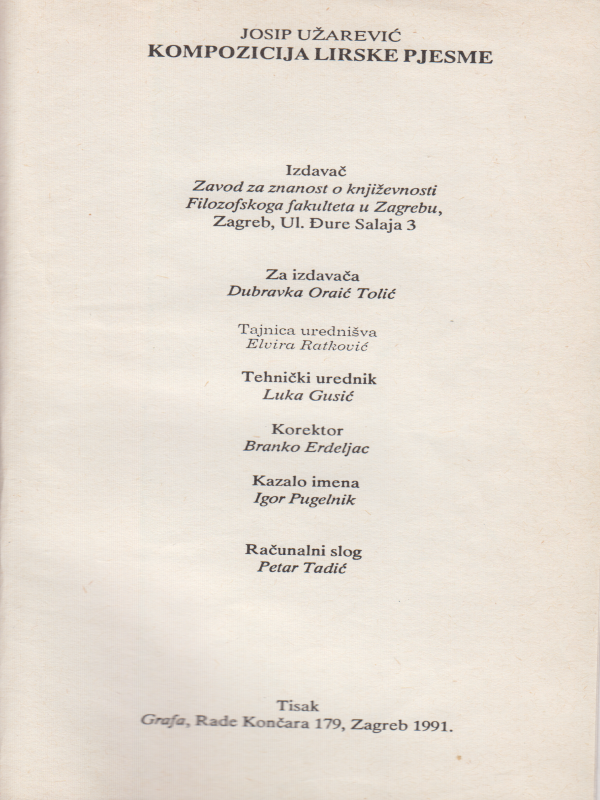 JOSIP UŽAREVIĆ
KOMPOZICIJA LIRSKE PJESME
Izdavač
Zavod za znanost o književnosti
Filozofskoga fakulteta u Zagrebu,
Zagreb, Ul. Đure Salaja 3
Za izdavača
Dubravka Oraić Tolić
Tajnica urednišva
Elvira Ratković
Tehnički urednik
Luka Gusić
Korektor
Branko Erdeljac
Kazalo imena
Igor Pugelnik
Računalni slog
Petar Tadić
Tisak
Grafa, Rade Končara 179, Zagreb 1991.